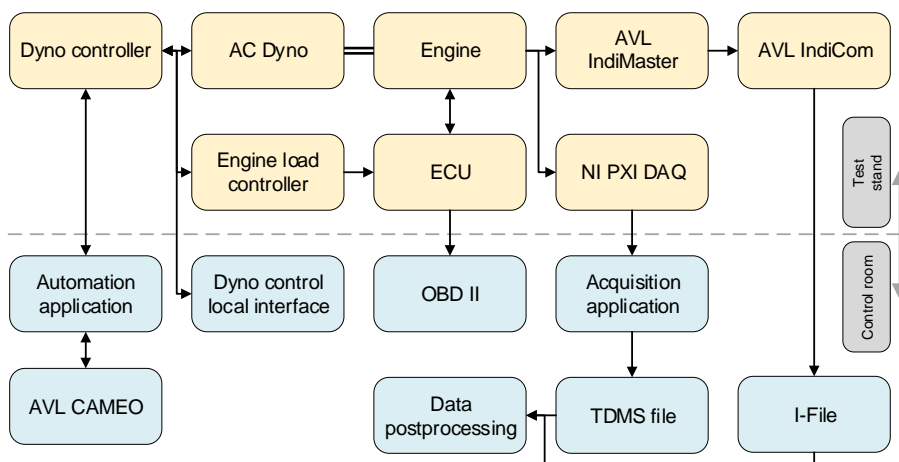 Dyno controller
AC Dyno
Engine
AVL
IndiMaster
AVL IndiCom
Engine load
controller
ECU
NI PXI DAQ
Test
stand
Automation
application
Dyno control
local interface
OBD II
Acquisition
application
Control room
AVL CAMEO
Data
postprocessing
TDMS file
I-File